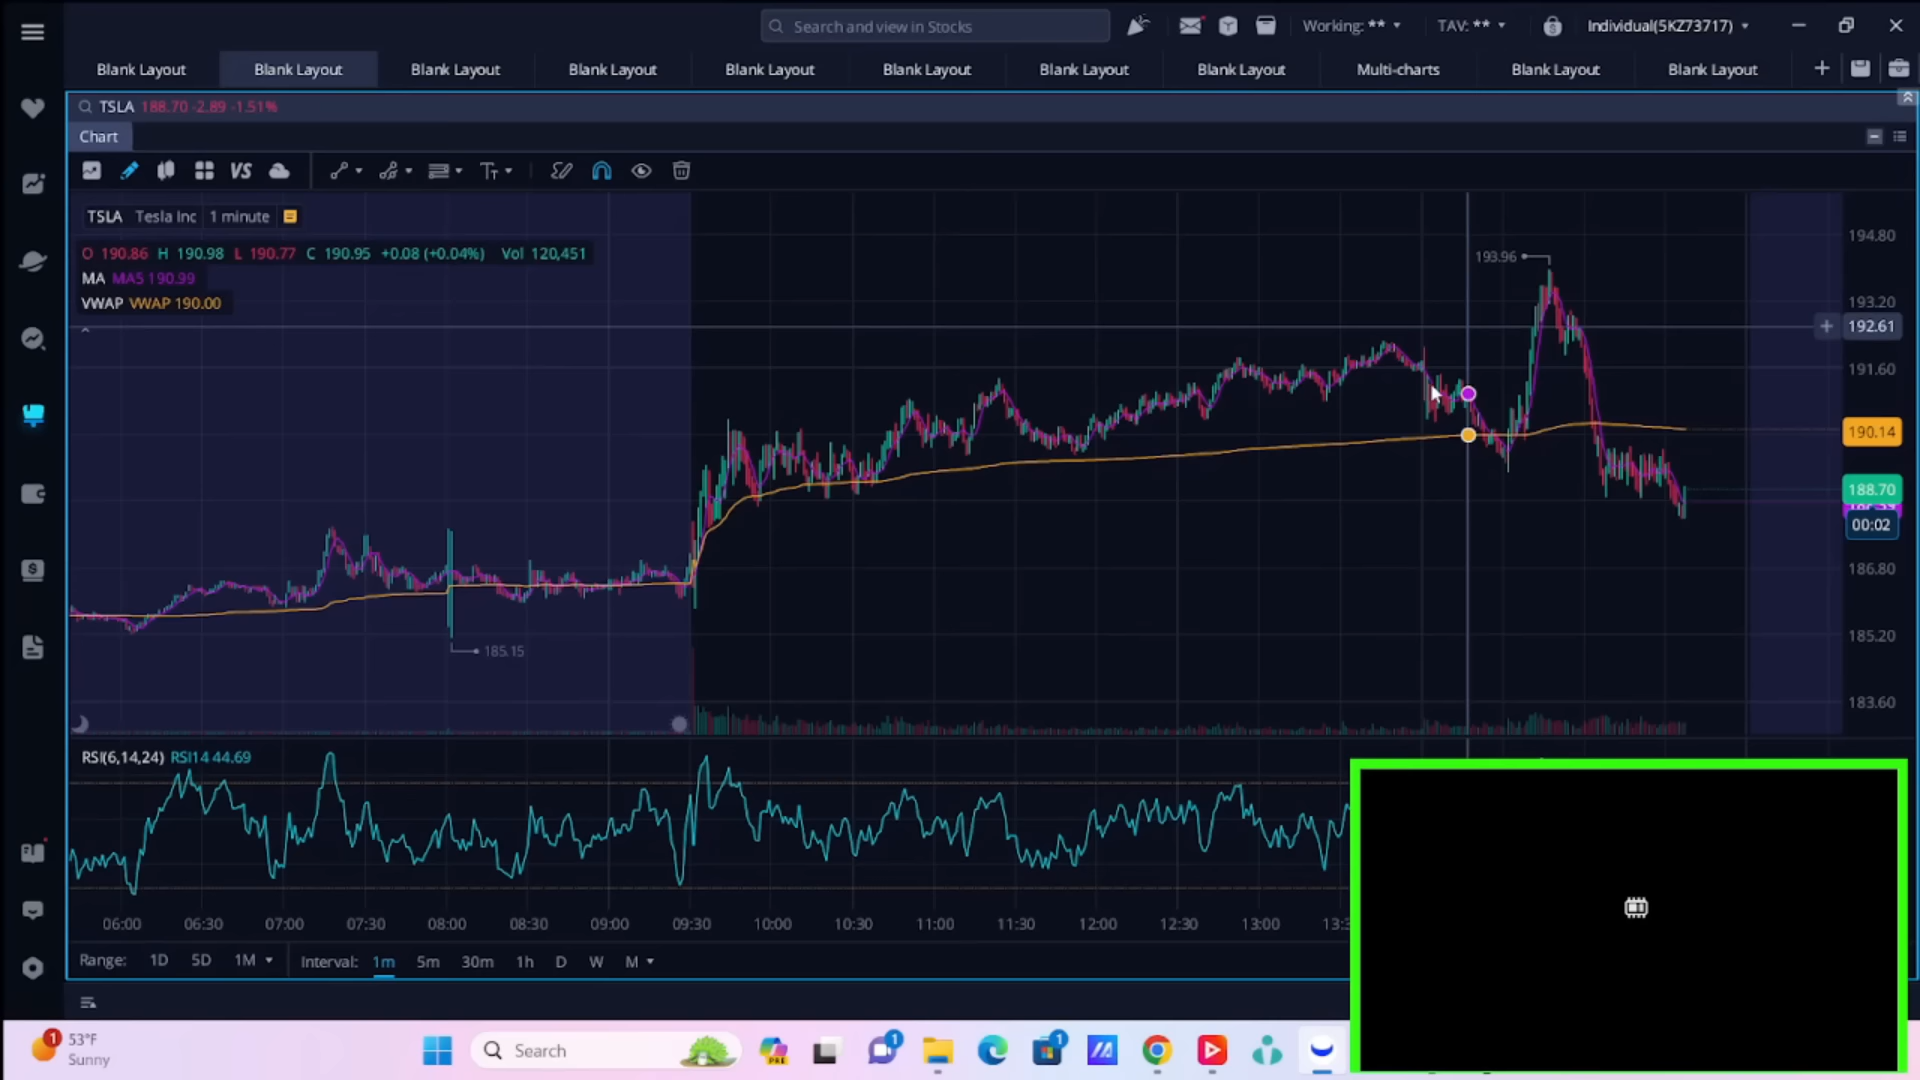 Search and view in Stocks
Working: **
TAV: **
Individual(5KZ73717)
Blank Layout
Blank Layout
Blank Layout
Blank Layout
Blank Layout
Blank Layout
Blank Layout
Blank Layout
Multi-charts
Blank Layout
Blank Layout
TSLA 188.70 -2.89 -1.51%
Chart
VS
TSLA Tesla Inc 1 minute
O 190.86 H 190.98 L 190.77 C 190.95 +0.08 (+0.04%) Vol 120,451
MA MA5 190.99
VWAP VWAP 190.00
193.96
185.15
194.80
193.20
192.61
191.60
190.14
188.70
00:02
186.80
185.20
183.60
RSI(6,14,24) RSI14 44.69
06:00 06:30 07:00 07:30 08:00 08:30 09:00 09:30 10:00 10:30 11:00 11:30 12:00 12:30 13:00
Range: 1D 5D 1M Interval: 1m 5m 30m 1h D W M
1
53°F
Sunny
Search
PRE
1
1